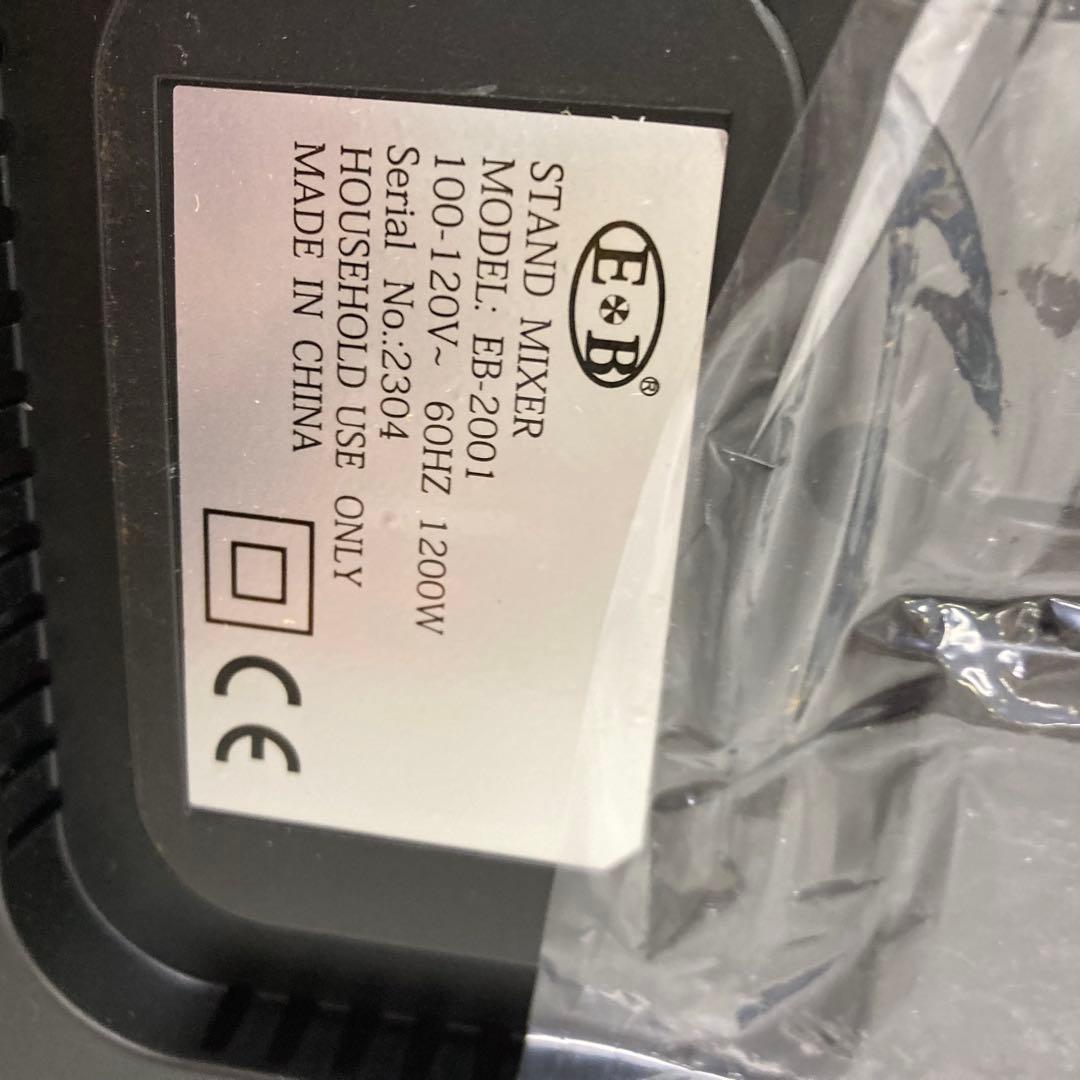 E B ®
STAND MIXER
MODEL: EB-2001
100-120V~ 60HZ 1200W
Serial No.:2304
HOUSEHOLD USE ONLY
MADE IN CHINA
CE